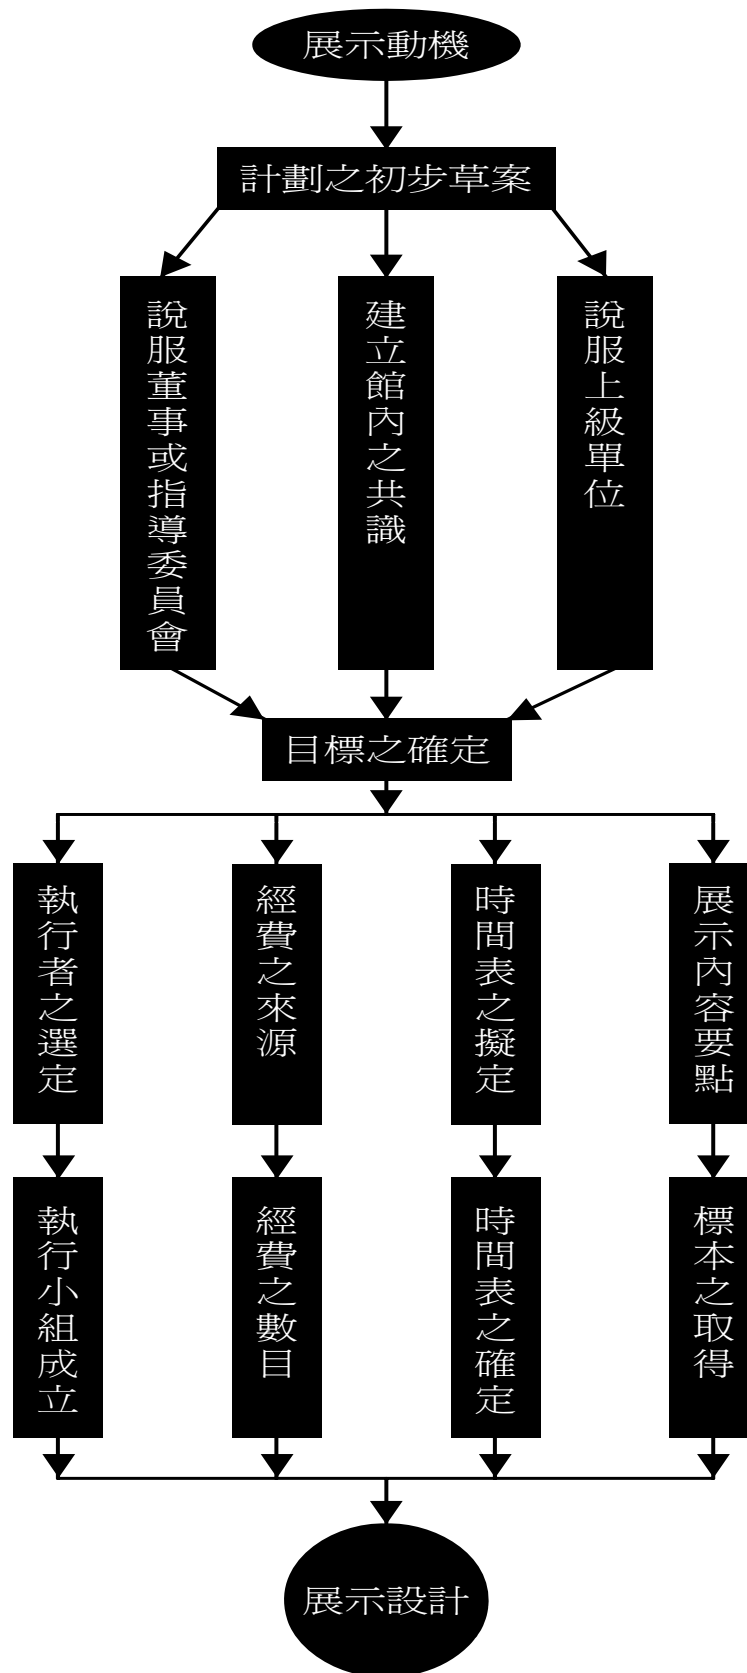 展示動機
計劃之初步草案
說服董事或指導委員會
建立館內之共識
說服上級單位
目標之確定
執行者之選定
經費之來源
時間表之擬定
展示內容要點
執行小組成立
經費之數目
時間表之確定
標本之取得
展示設計